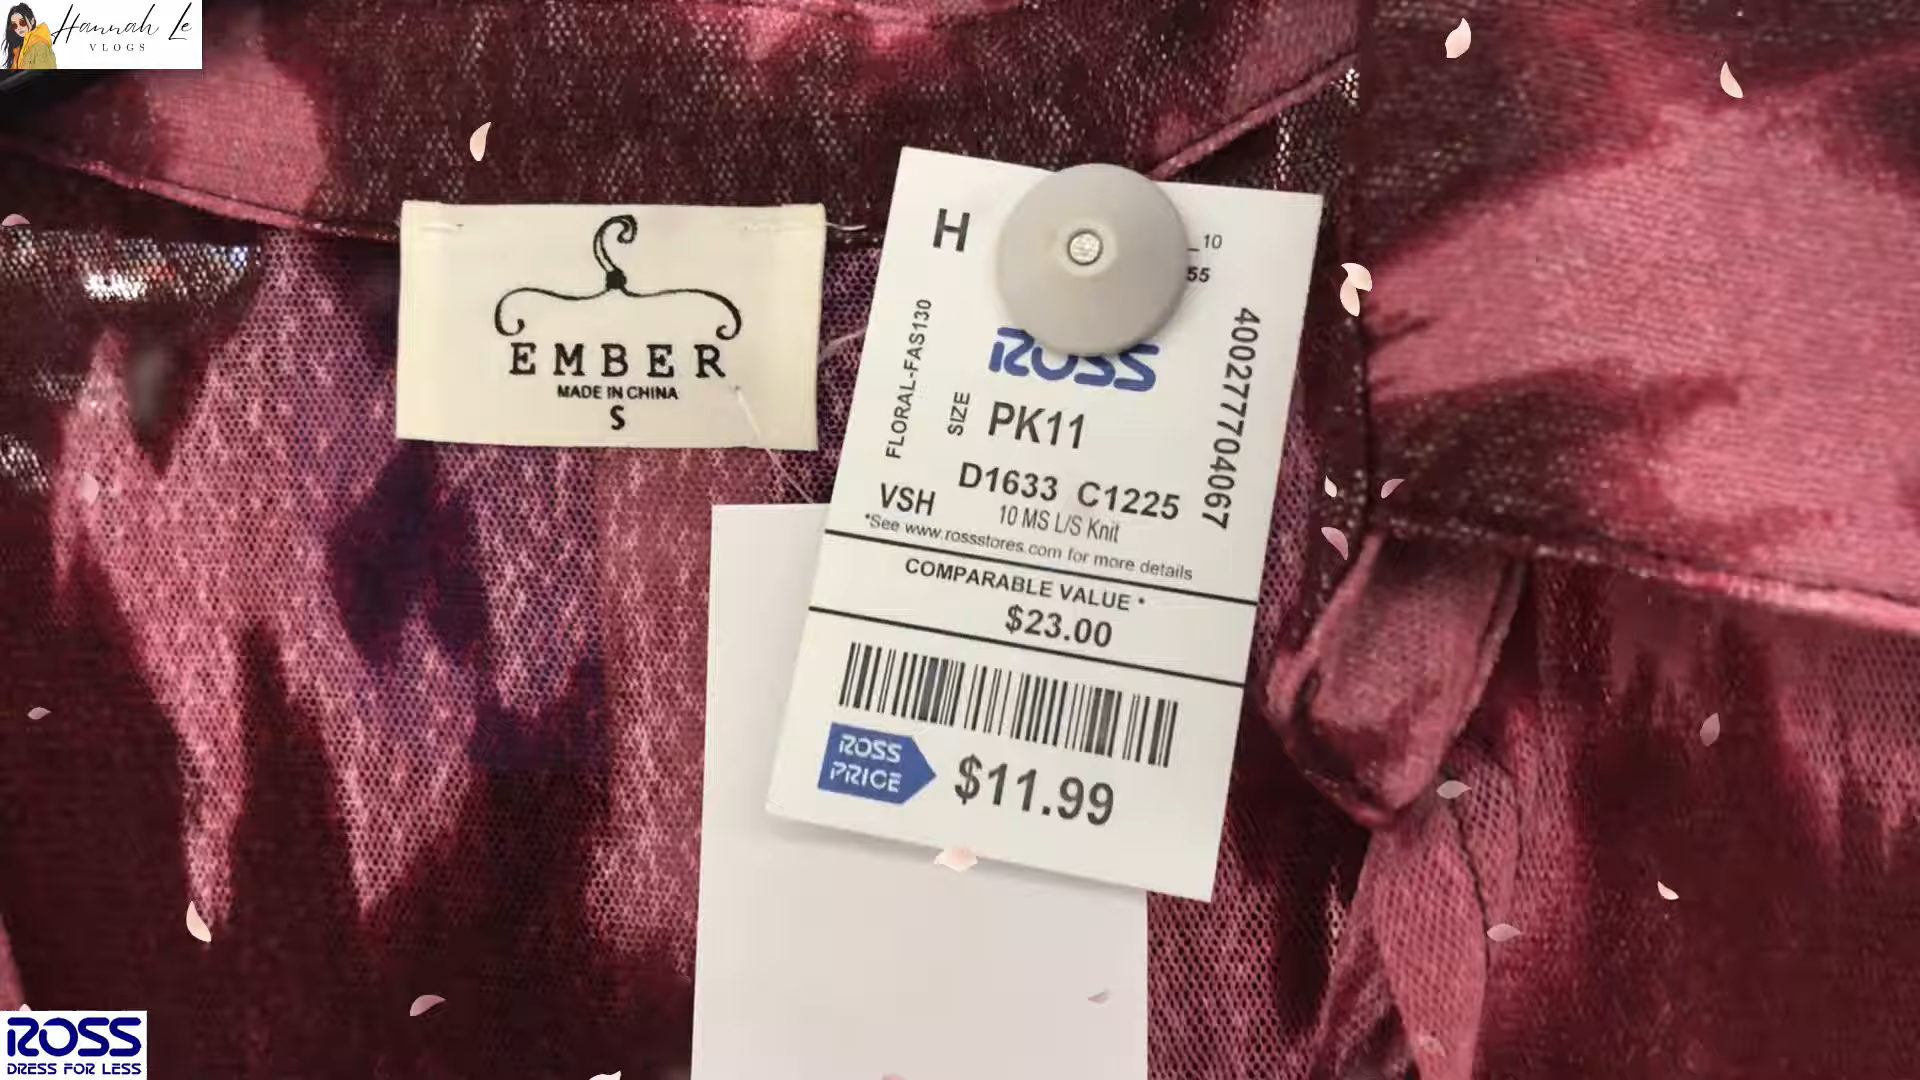 Hannah Le
VLOGS
EMBER
MADE IN CHINA
S
H
10
55
ROSS
FLORAL-FAS130
SIZE
PK11
400277704067
D1633 C1225
VSH
10 MS L/S Knit
*See www.rossstores.com for more details
COMPARABLE VALUE *
$23.00
ROSS
PRICE
$11.99
ROSS
DRESS FOR LESS